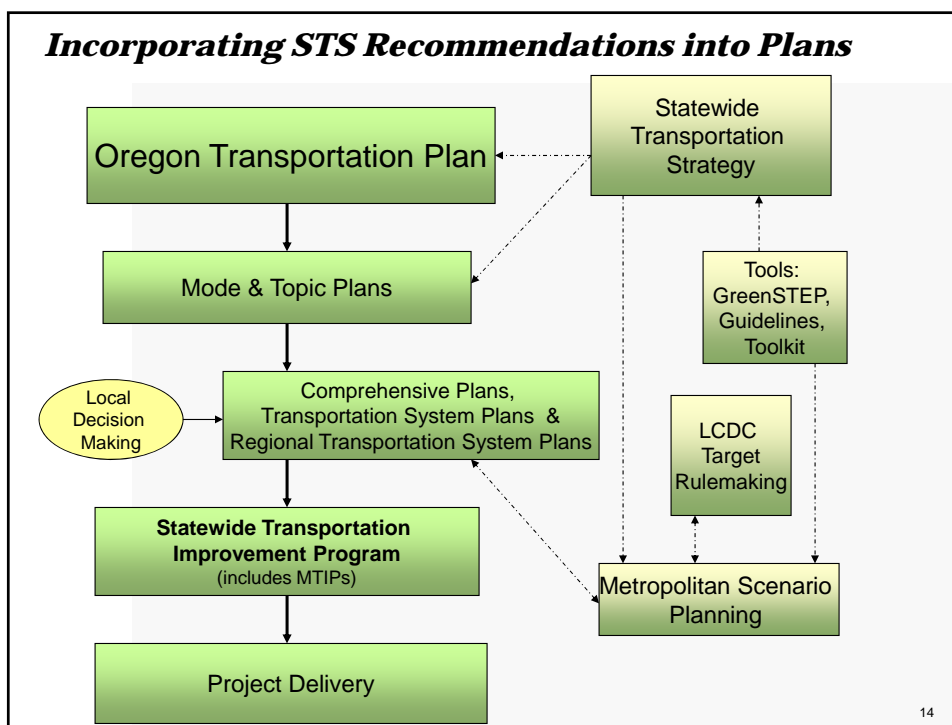 Incorporating STS Recommendations into Plans
Oregon Transportation Plan
Statewide
Transportation
Strategy
Mode & Topic Plans
Tools:
GreenSTEP,
Guidelines,
Toolkit
Local
Decision
Making
Comprehensive Plans,
Transportation System Plans &
Regional Transportation System Plans
LCDC
Target
Rulemaking
Statewide Transportation
Improvement Program
(includes MTIPs)
Metropolitan Scenario
Planning
Project Delivery
14